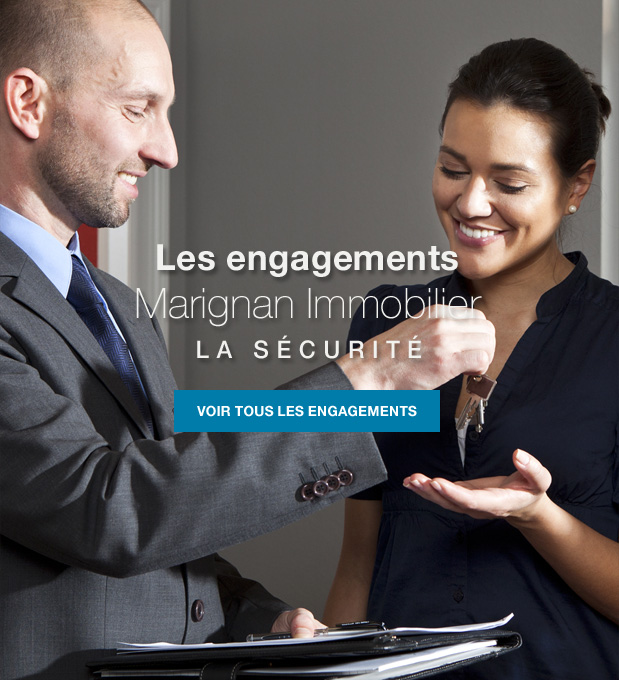 Les engagements
Marignan Immobilier
LA SÉCURITÉ
VOIR TOUS LES ENGAGEMENTS